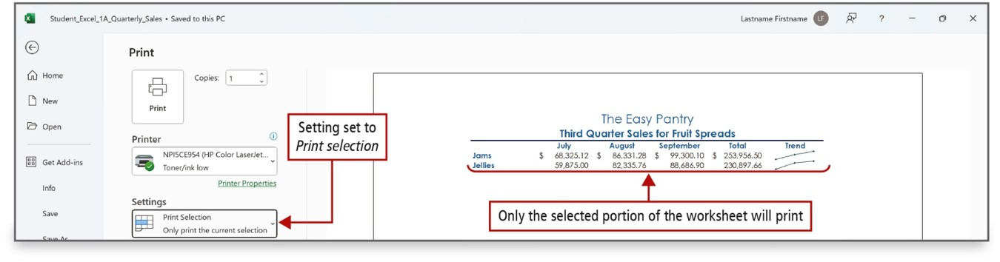 Student_Excel_1A_Quarterly_Sales • Saved to this PC
Lastname Firstname LF ?
Print
Home
New
Open
Get Add-ins
Info
Save
Save As
Copies: 1
Print
Printer
NPI5CE954 (HP Color LaserJet...
Toner/ink low
Printer Properties
Settings
Print Selection
Only print the current selection
Setting set to
Print selection
The Easy Pantry
Third Quarter Sales for Fruit Spreads
July August September Total Trend
Jams $ 68,325.12 $ 86,331.28 $ 99,300.10 $ 253,956.50
Jellies 59,875.00 82,335.76 88,686.90 230,897.66
Only the selected portion of the worksheet will print